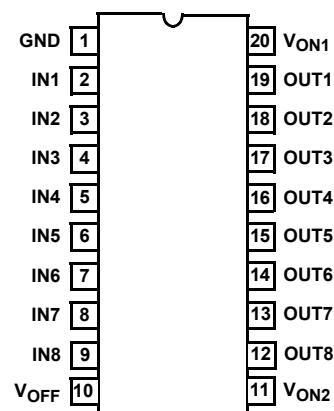 GND 1 20 VON1
IN1 2 19 OUT1
IN2 3 18 OUT2
IN3 4 17 OUT3
IN4 5 16 OUT4
IN5 6 15 OUT5
IN6 7 14 OUT6
IN7 8 13 OUT7
IN8 9 12 OUT8
VOFF 10 11 VON2